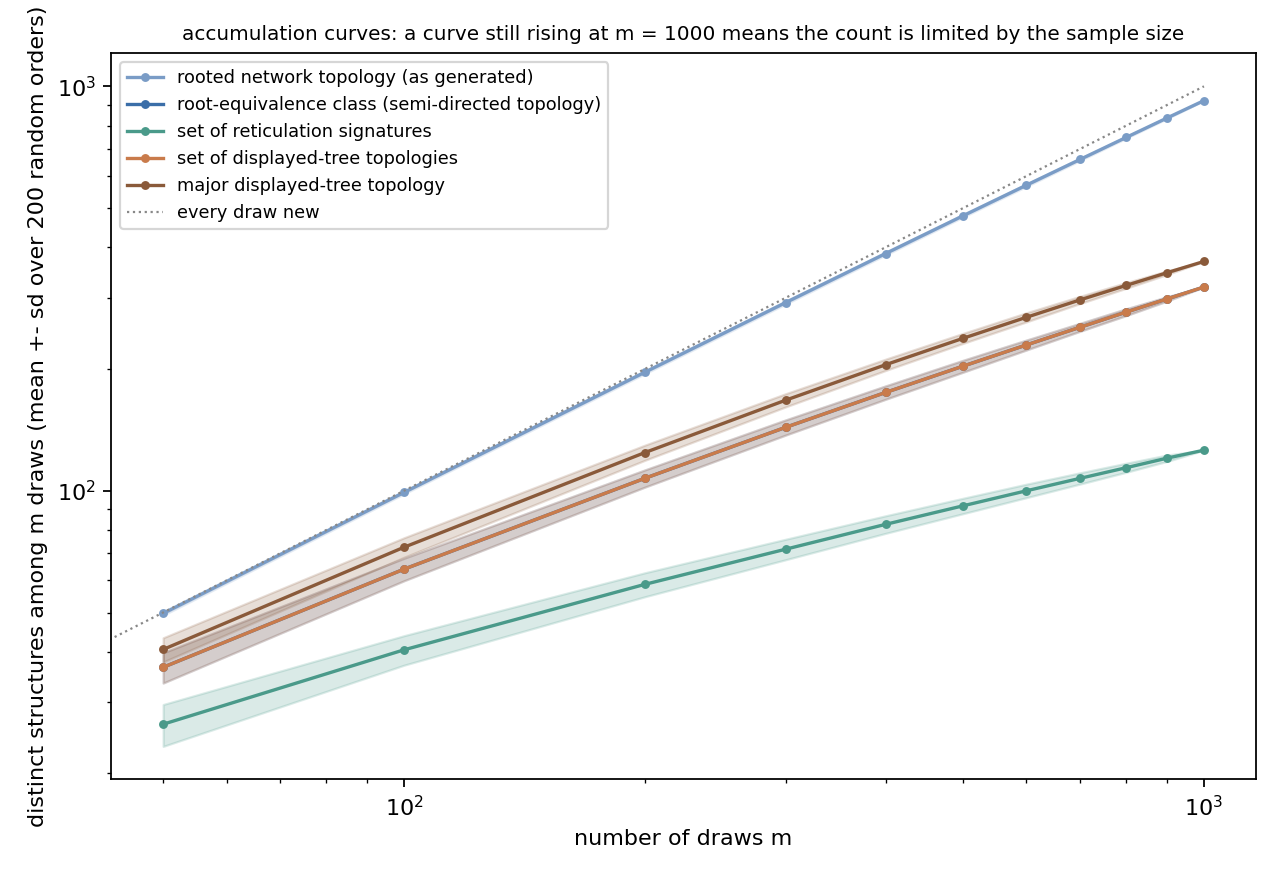 accumulation curves: a curve still rising at m = 1000 means the count is limited by the sample size
distinct structures among m draws (mean +- sd over 200 random orders)
10³
10²
rooted network topology (as generated)
root-equivalence class (semi-directed topology)
set of reticulation signatures
set of displayed-tree topologies
major displayed-tree topology
every draw new
10²
10³
number of draws m